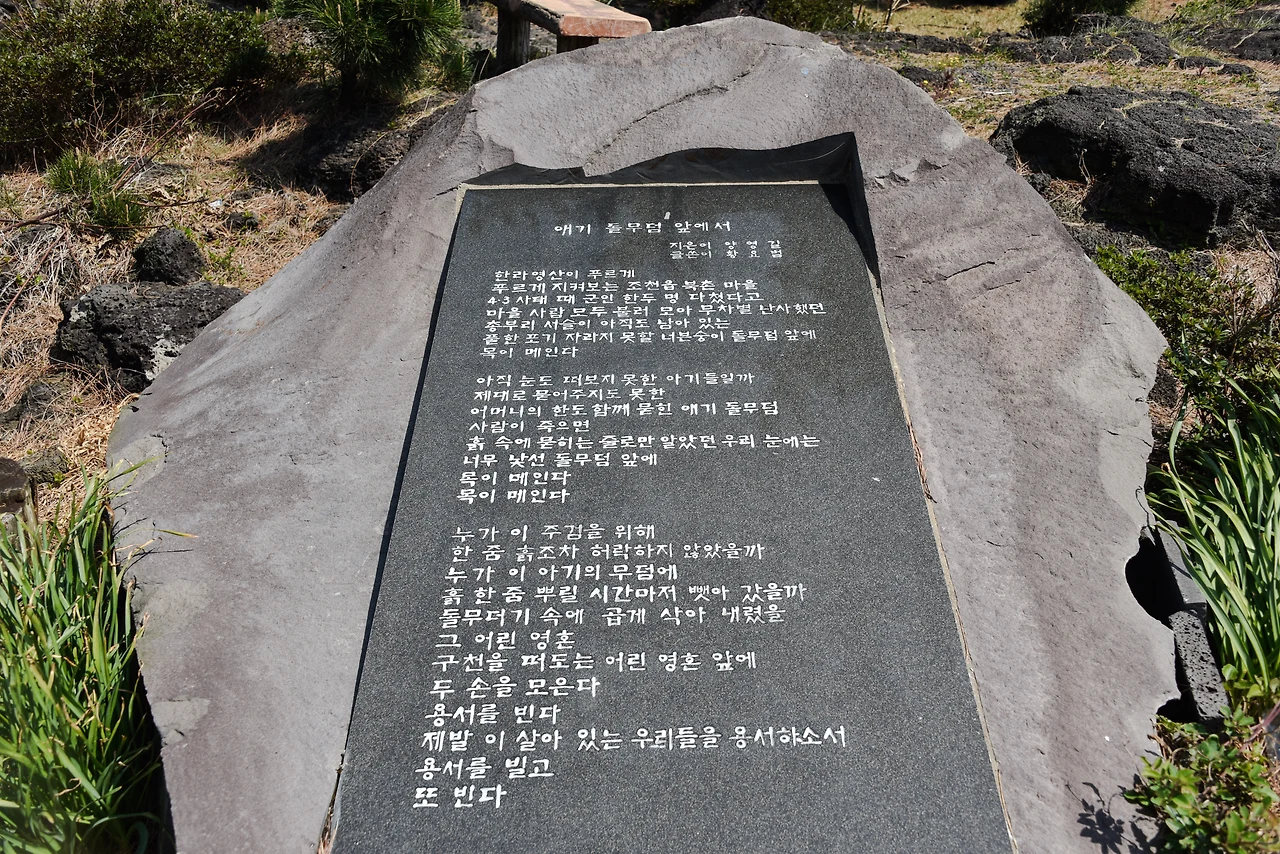 애기 돌무덤 앞에서
지은이 양영길
글쓴이 황요범
한라영산이 푸르게
푸르게 지켜보는 조천읍 북촌 마을
4·3사태 때 군인 한두 명 다쳤다고
마을 사람 모두 불러 모아 무차별 난사했던
총부리 서슬이 아직도 남아 있는
풀 한 포기 자라지 못할 너븐숭이 돌무덤 앞에
목이 메인다
아직 눈도 떠보지 못한 아기들일까
제대로 묻어주지도 못한
어머니의 한도 함께 묻힌 애기 돌무덤
사람이 죽으면
흙 속에 묻히는 줄로만 알았던 우리 눈에는
너무 낯선 돌무덤 앞에
목이 메인다
목이 메인다
누가 이 주검을 위해
한 줌 흙조차 허락하지 않았을까
누가 이 아기의 무덤에
흙 한 줌 뿌릴 시간마저 뺏아 갔을까
돌무더기 속에 곱게 삭아 내렸을
그 어린 영혼
구천을 떠도는 어린 영혼 앞에
두 손을 모은다
용서를 빈다
제발 이 살아 있는 우리들을 용서하소서
용서를 빌고
또 빈다